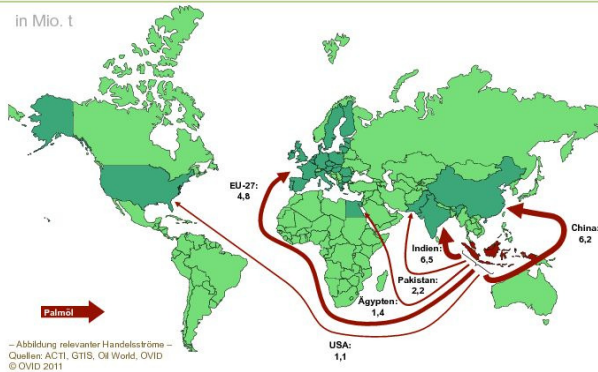 in Mio. t
EU-27:
4,8
China:
6,2
Indien:
6,5
Pakistan:
2,2
Ägypten:
1,4
USA:
1,1
Palmöl
– Abbildung relevanter Handelsströme –
Quellen: ACTI, GTIS, Oil World, OVID
© OVID 2011